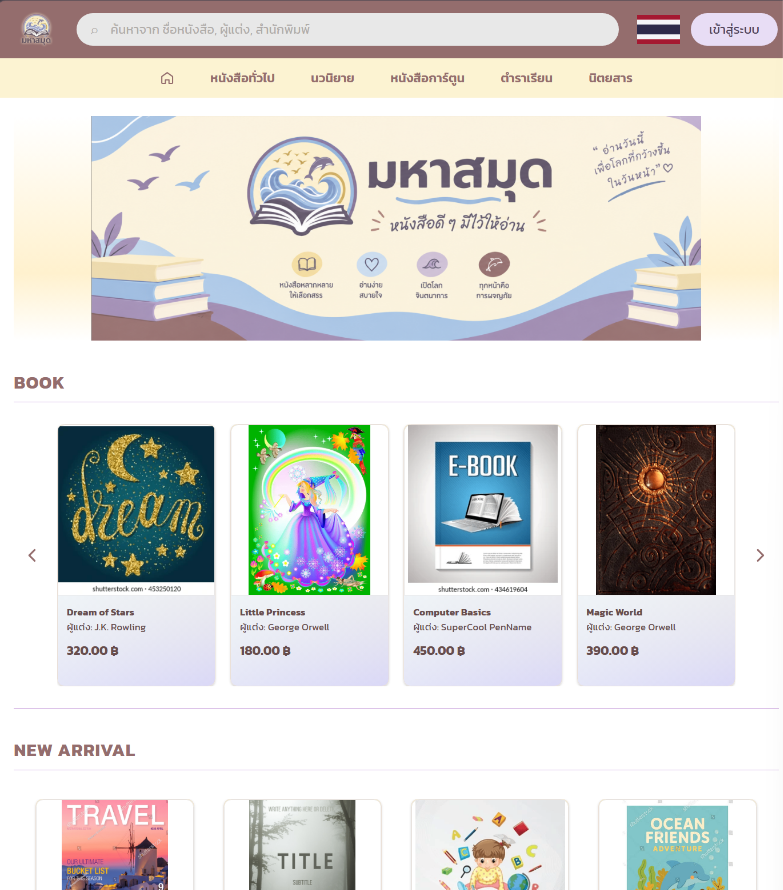 มหาสมุด
ค้นหาจาก ชื่อหนังสือ, ผู้แต่ง, สำนักพิมพ์
เข้าสู่ระบบ
หนังสือทั่วไป
นวนิยาย
หนังสือการ์ตูน
ตำราเรียน
นิตยสาร
มหาสมุด
หนังสือดี ๆ มีไว้ให้อ่าน
“ อ่านวันนี้
เพื่อโลกที่กว้างขึ้น
ในวันหน้า”
หนังสือหลากหลาย
ให้เลือกสรร
อ่านง่าย
สบายใจ
เปิดโลก
จินตนาการ
ทุกหน้าคือ
การผจญภัย
BOOK
dream
shutterstock.com · 453250120
Dream of Stars
ผู้แต่ง: J.K. Rowling
320.00 ฿
Little Princess
ผู้แต่ง: George Orwell
180.00 ฿
E-BOOK
shutterstock.com · 434619604
Computer Basics
ผู้แต่ง: SuperCool PenName
450.00 ฿
Magic World
ผู้แต่ง: George Orwell
390.00 ฿
NEW ARRIVAL
TRAVEL
OUR ULTIMATE
BUCKET LIST
FOR THIS SEASON
9
WRITE ANYTHING HERE OR DELETE
TITLE
SUBTITLE
A
B
C
OCEAN
FRIENDS
ADVENTURE